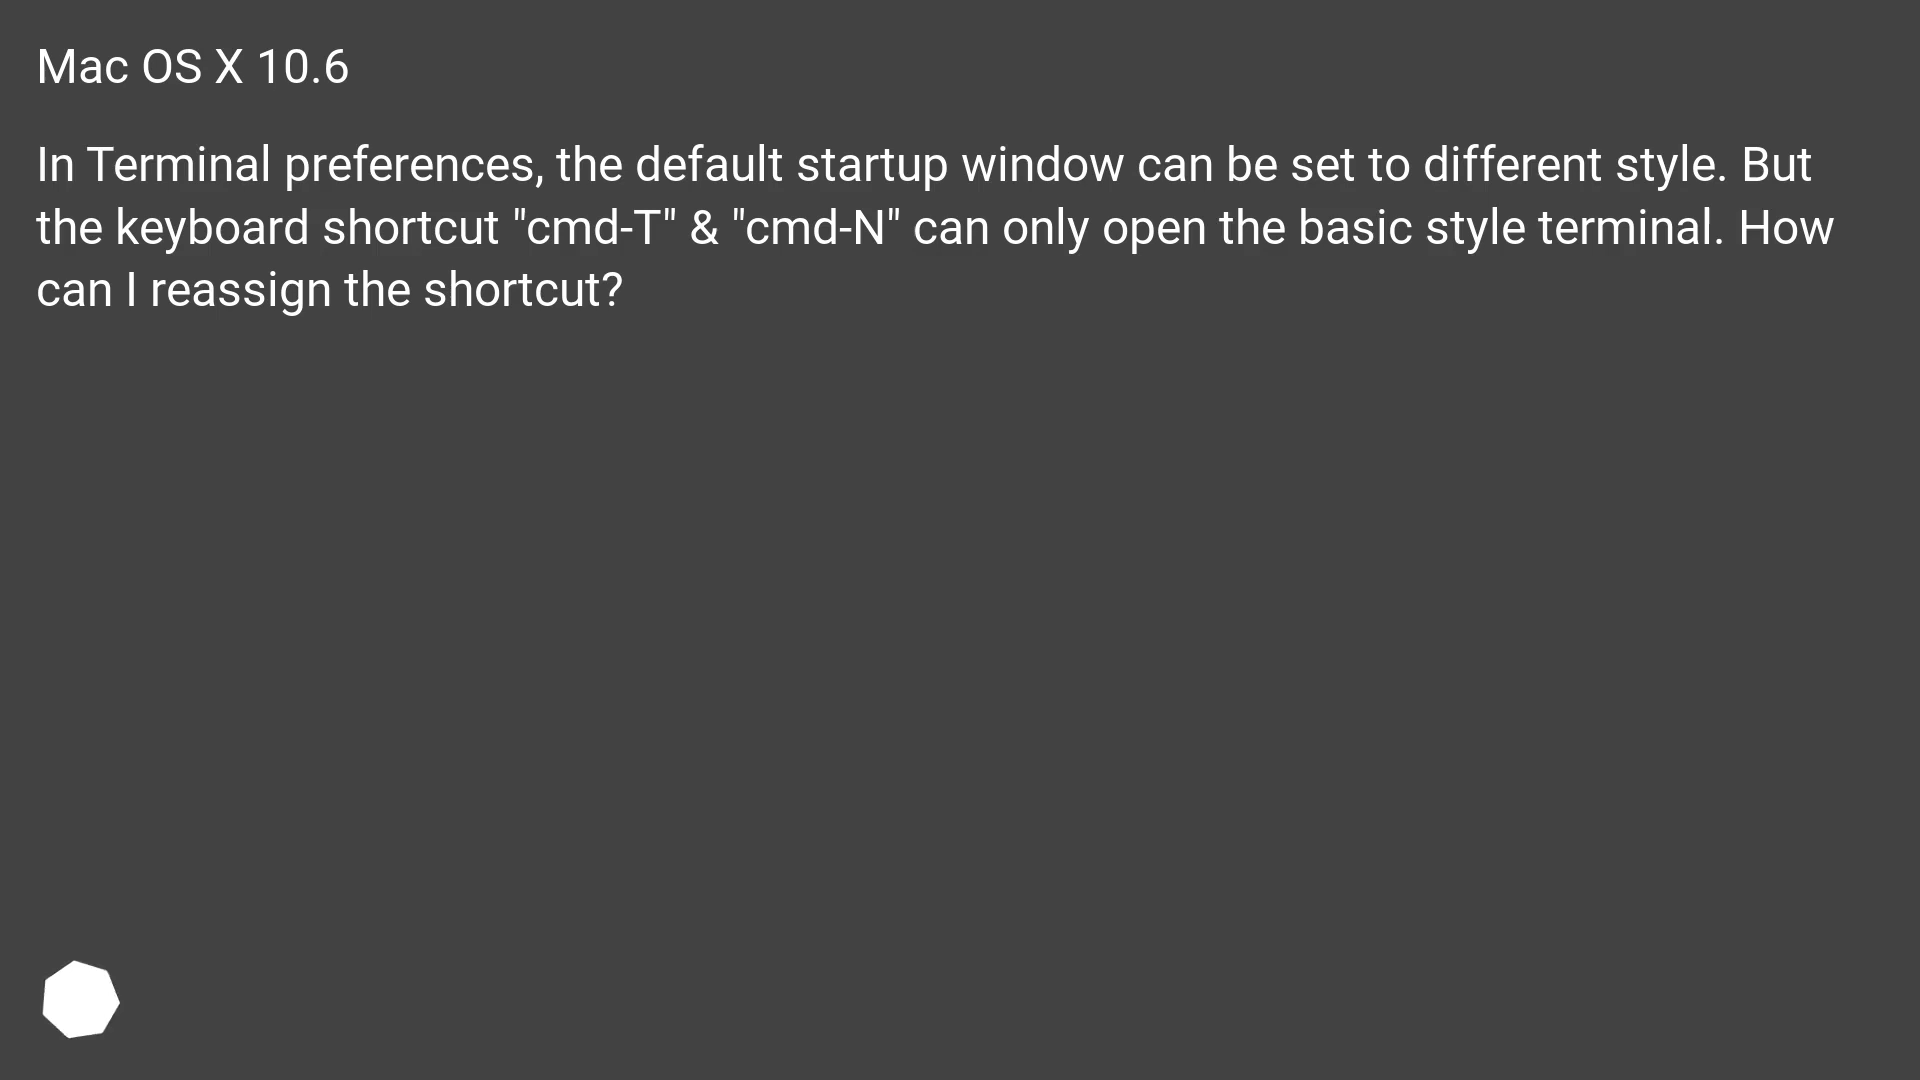 Mac OS X 10.6
In Terminal preferences, the default startup window can be set to different style. But
the keyboard shortcut "cmd-T" & "cmd-N" can only open the basic style terminal. How
can I reassign the shortcut?